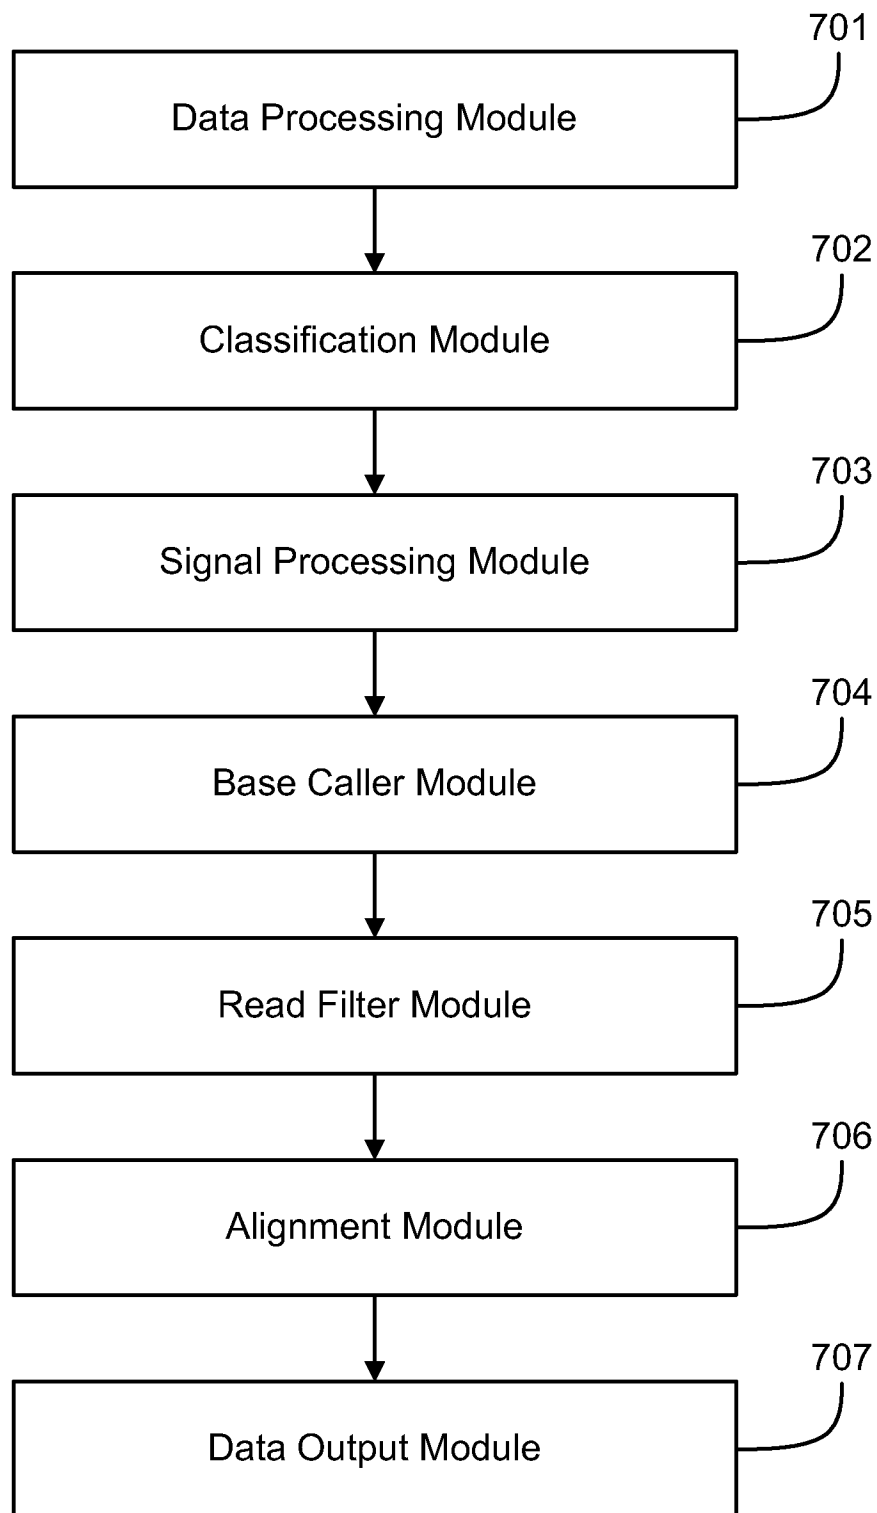 701
Data Processing Module
702
Classification Module
703
Signal Processing Module
704
Base Caller Module
705
Read Filter Module
706
Alignment Module
707
Data Output Module